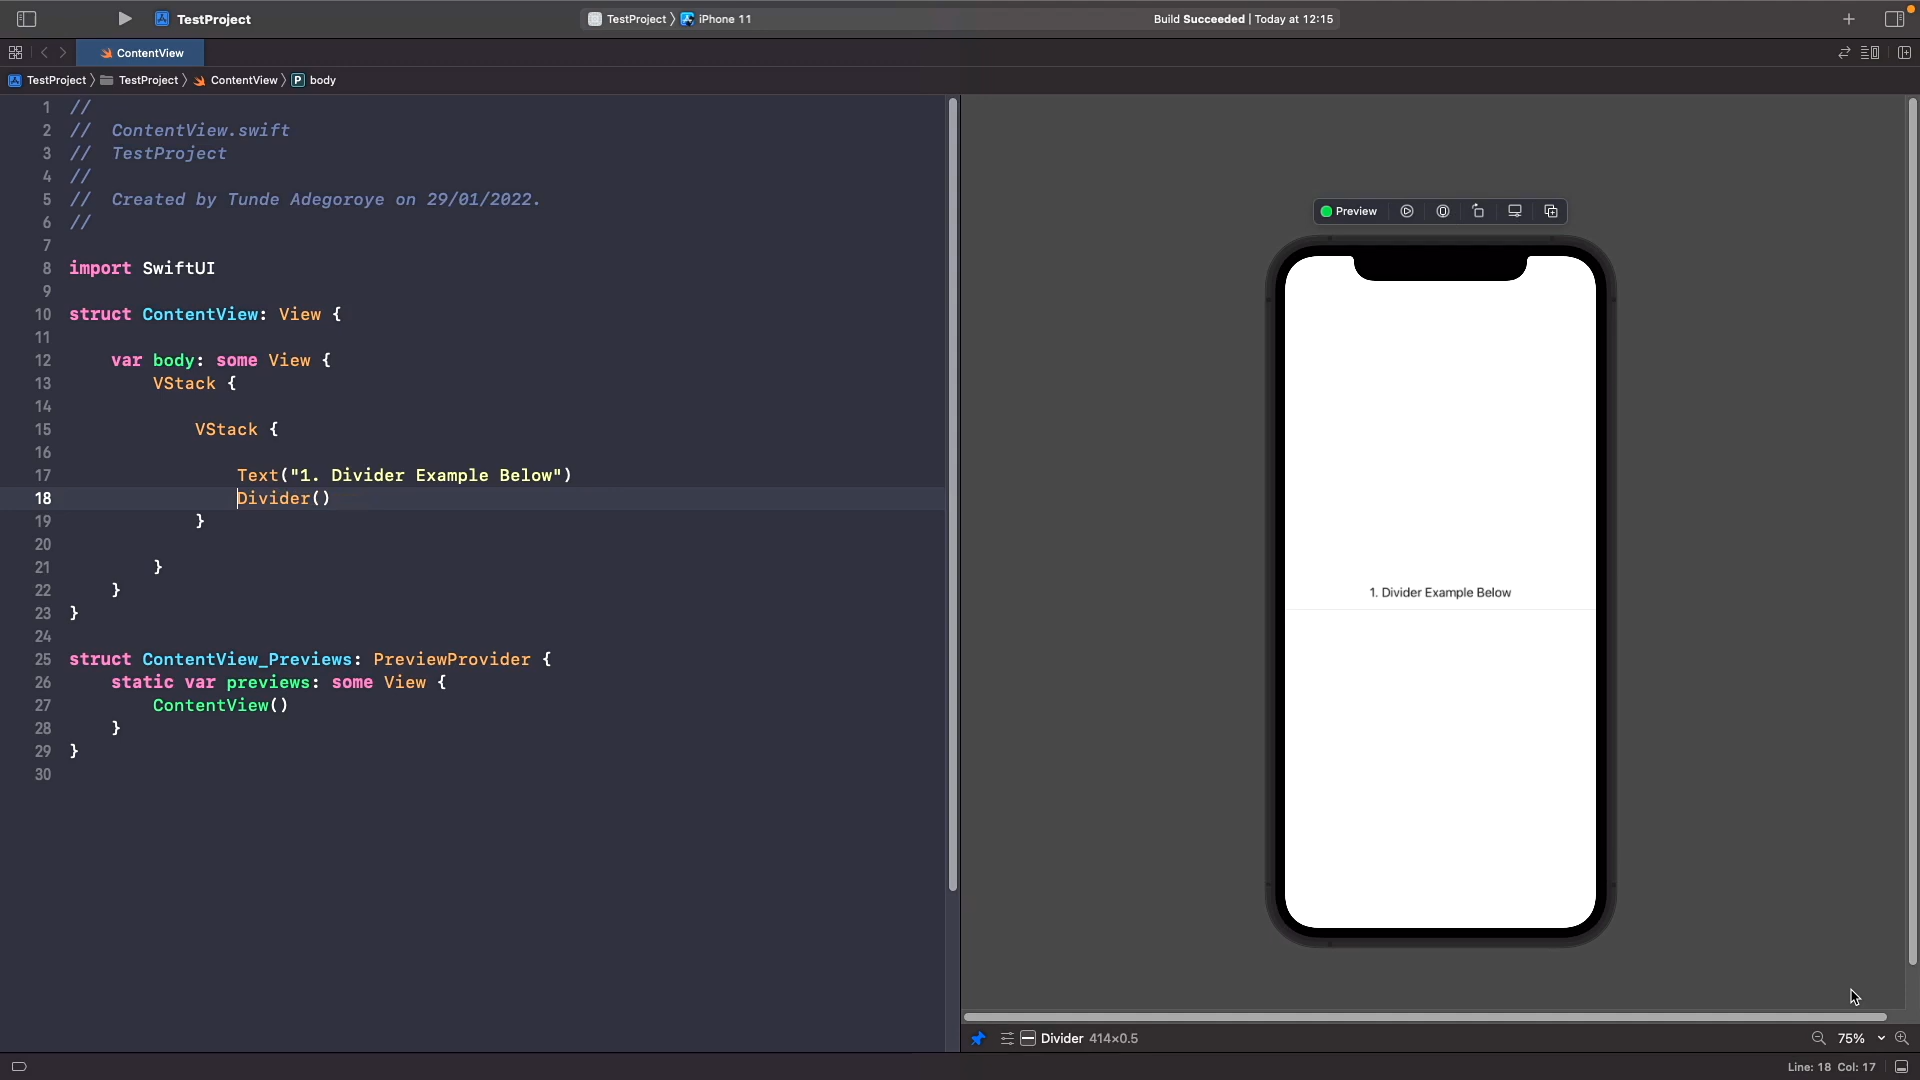 TestProject
TestProject 〉 iPhone 11
Build Succeeded | Today at 12:15
ContentView
TestProject 〉 TestProject 〉 ContentView 〉 P body
1 //
2 //  ContentView.swift
3 //  TestProject
4 //
5 //  Created by Tunde Adegoroye on 29/01/2022.
6 //
7
8 import SwiftUI
9
10 struct ContentView: View {
11
12     var body: some View {
13         VStack {
14
15             VStack {
16
17                 Text("1. Divider Example Below")
18                 Divider()
19             }
20
21         }
22     }
23 }
24
25 struct ContentView_Previews: PreviewProvider {
26     static var previews: some View {
27         ContentView()
28     }
29 }
30
Preview
1. Divider Example Below
Divider 414×0.5
75%
Line: 18 Col: 17